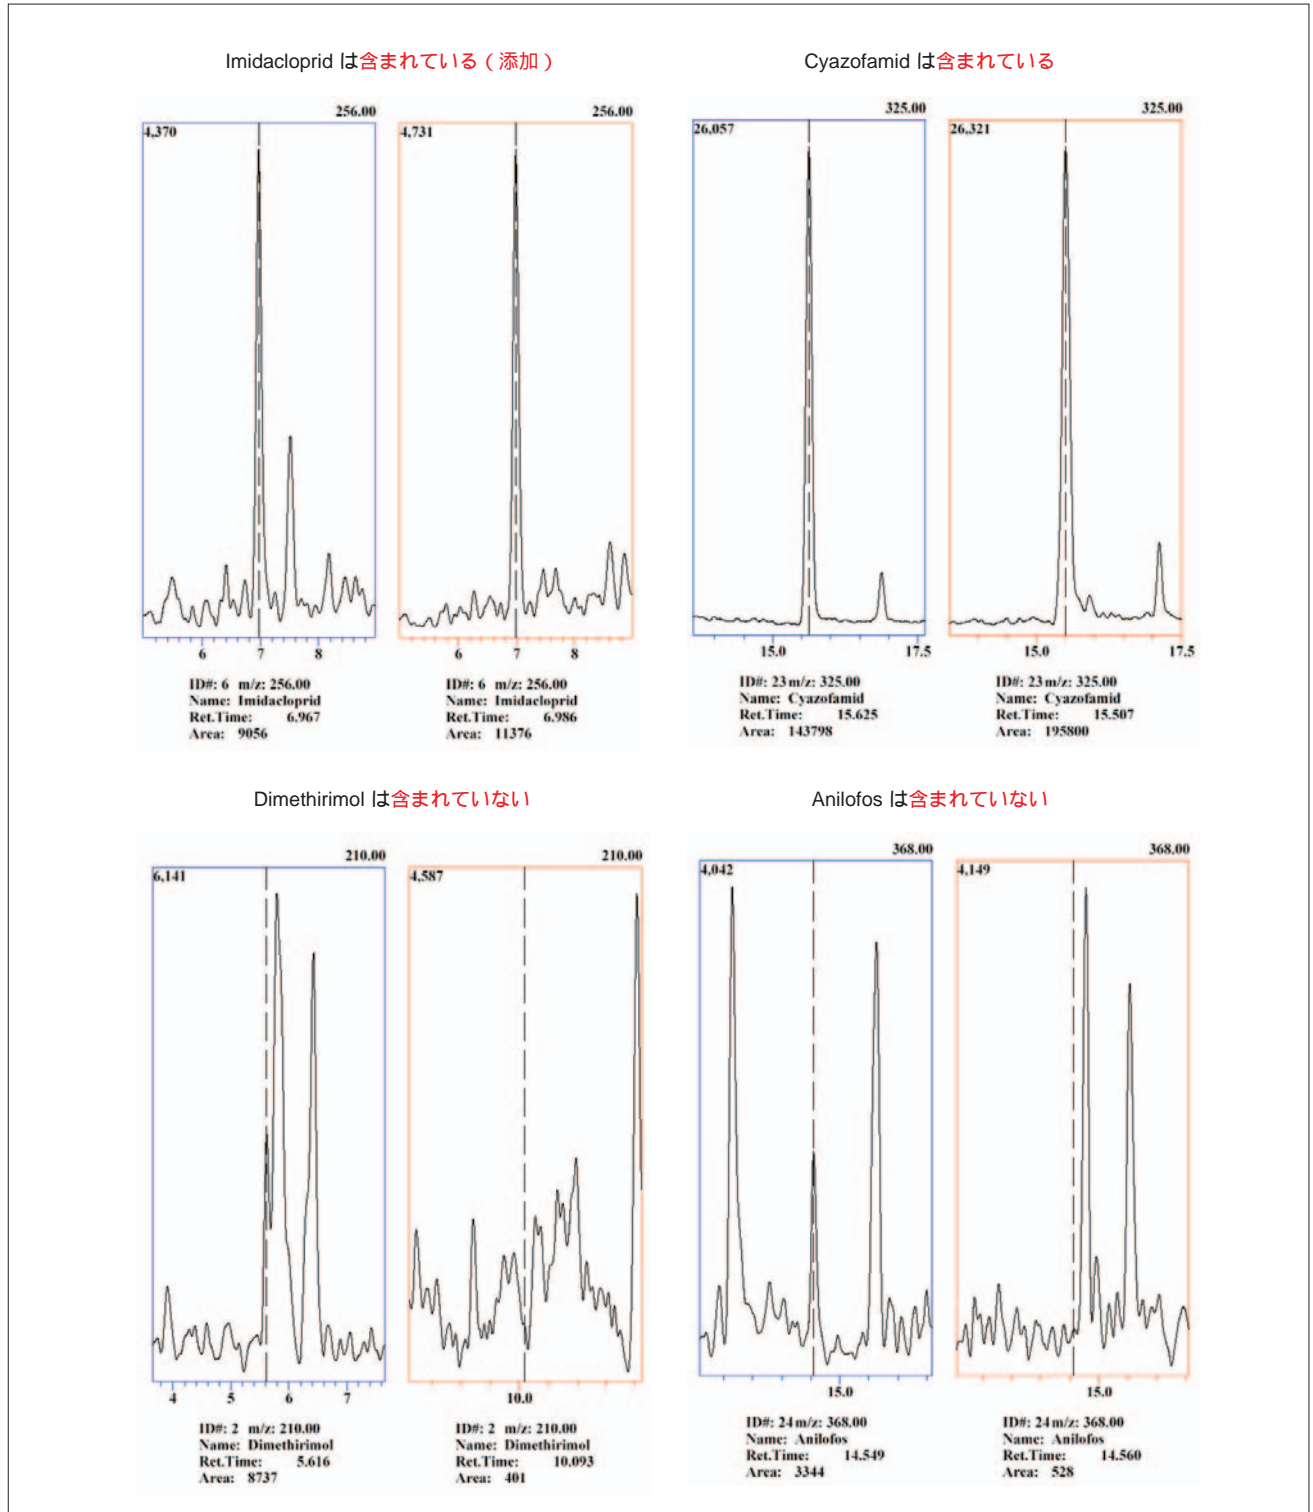 Imidacloprid は含まれている（添加）
Cyazofamid は含まれている
256.00
4,370
256.00
4,731
325.00
26,057
325.00
26,321
6 7 8
6 7 8
15.0 17.5
15.0 17.5
ID#: 6 m/z: 256.00
Name: Imidacloprid
Ret.Time: 6.967
Area: 9056
ID#: 6 m/z: 256.00
Name: Imidacloprid
Ret.Time: 6.986
Area: 11376
ID#: 23 m/z: 325.00
Name: Cyazofamid
Ret.Time: 15.625
Area: 143798
ID#: 23 m/z: 325.00
Name: Cyazofamid
Ret.Time: 15.507
Area: 195800
Dimethirimol は含まれていない
Anilofos は含まれていない
210.00
6,141
210.00
4,587
368.00
4,042
368.00
4,149
4 5 6 7
10.0
15.0
15.0
ID#: 2 m/z: 210.00
Name: Dimethirimol
Ret.Time: 5.616
Area: 8737
ID#: 2 m/z: 210.00
Name: Dimethirimol
Ret.Time: 10.093
Area: 401
ID#: 24 m/z: 368.00
Name: Anilofos
Ret.Time: 14.549
Area: 3344
ID#: 24 m/z: 368.00
Name: Anilofos
Ret.Time: 14.560
Area: 528